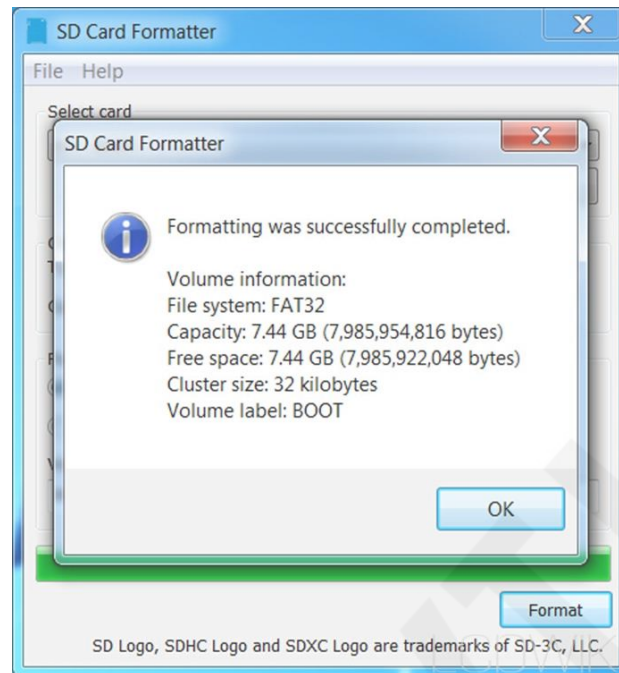 SD Card Formatter
File Help
Select card
SD Card Formatter
Formatting was successfully completed.
Volume information:
File system: FAT32
Capacity: 7.44 GB (7,985,954,816 bytes)
Free space: 7.44 GB (7,985,922,048 bytes)
Cluster size: 32 kilobytes
Volume label: BOOT
OK
Format
SD Logo, SDHC Logo and SDXC Logo are trademarks of SD-3C, LLC.